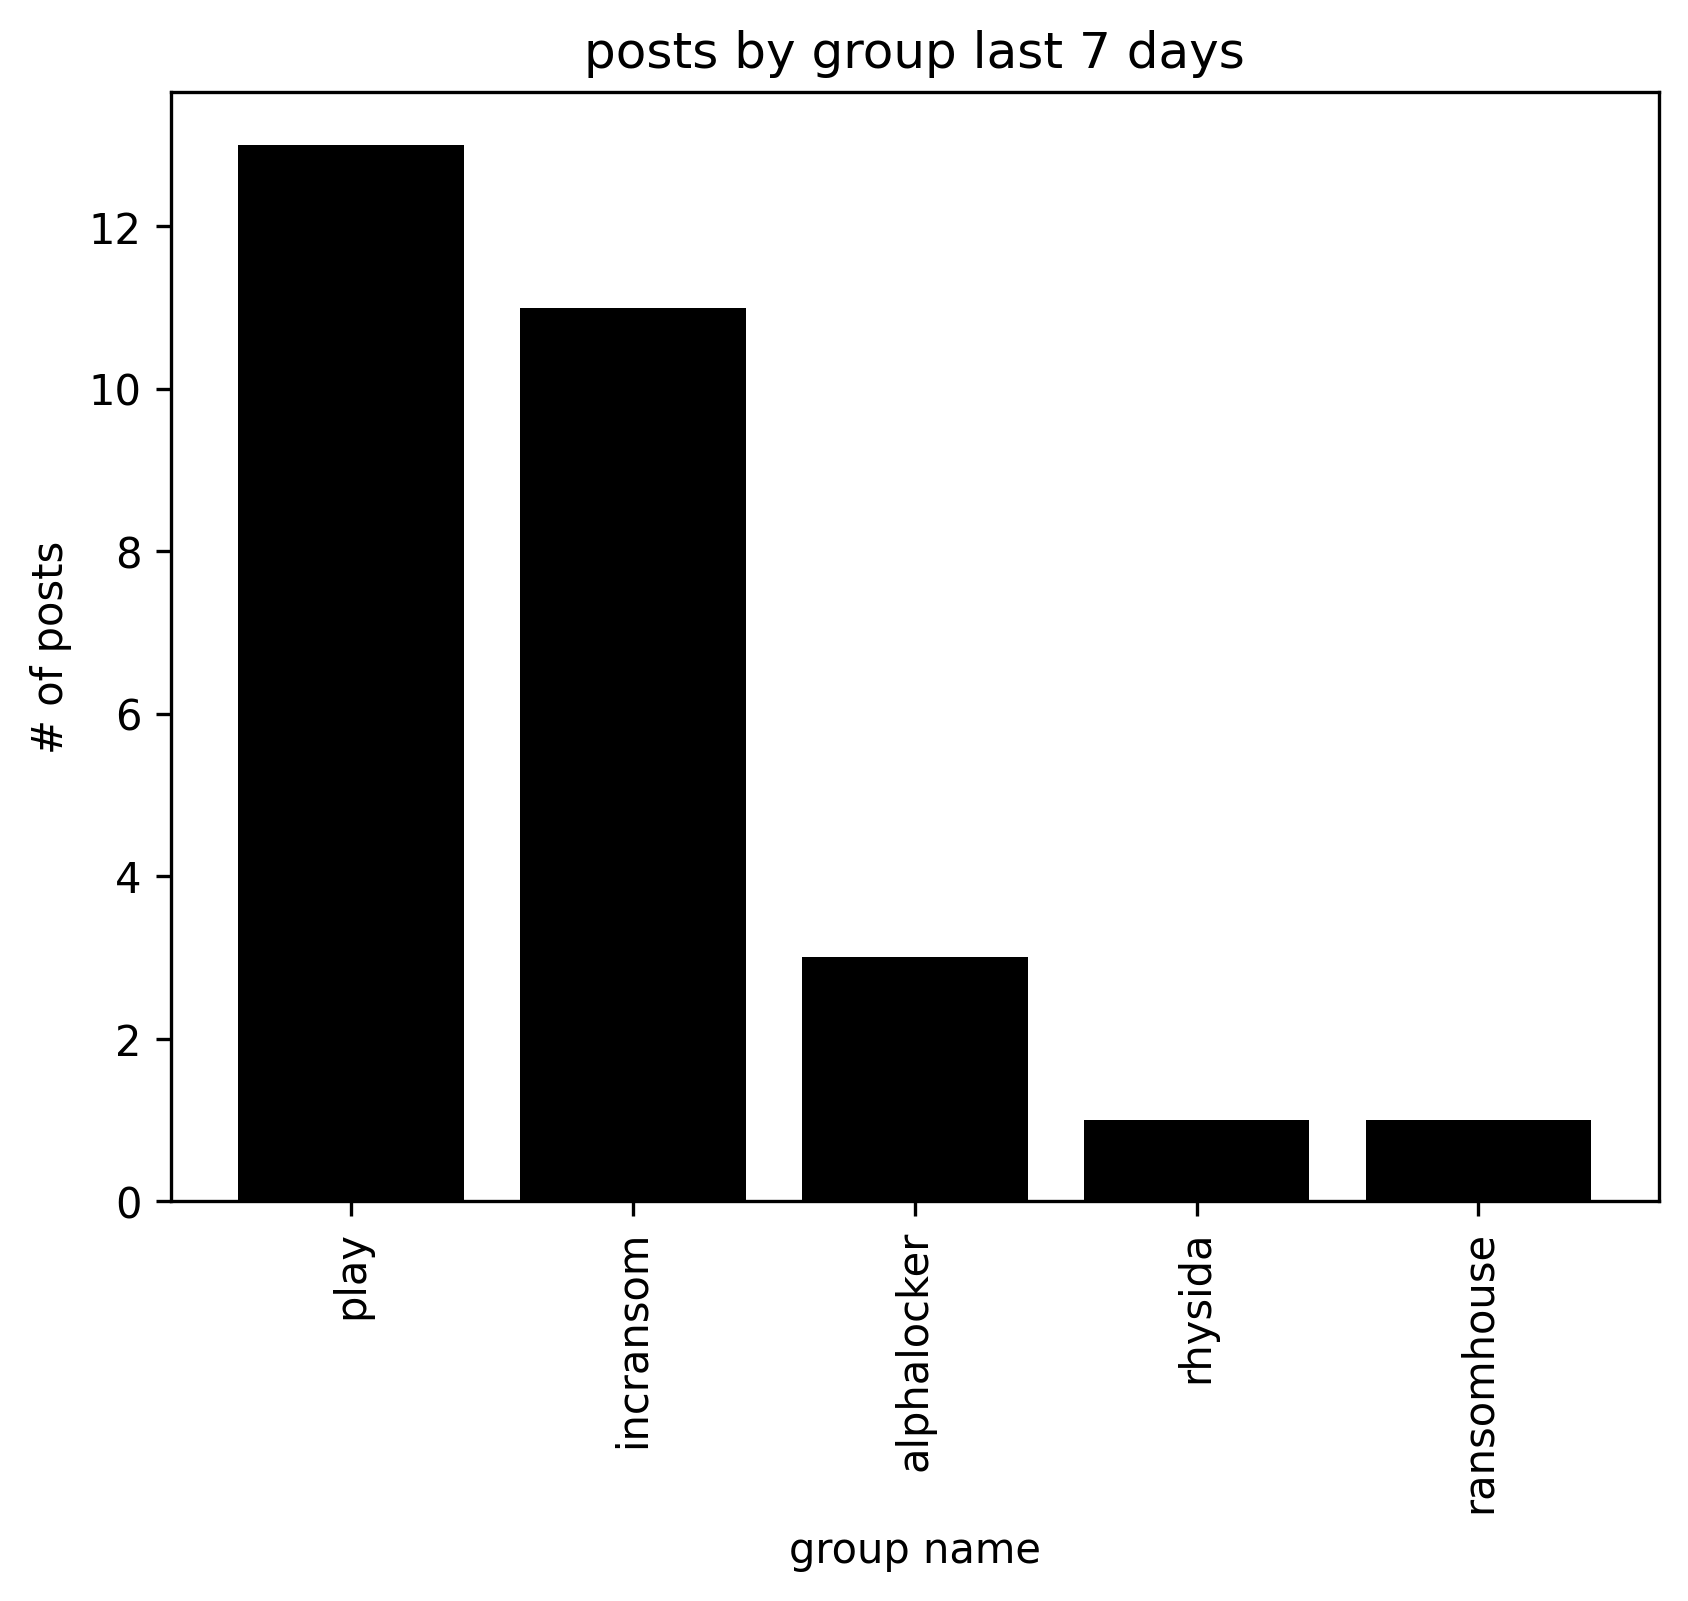 posts by group last 7 days
# of posts
12
10
8
6
4
2
0
play
incransom
alphalocker
rhysida
ransomhouse
group name